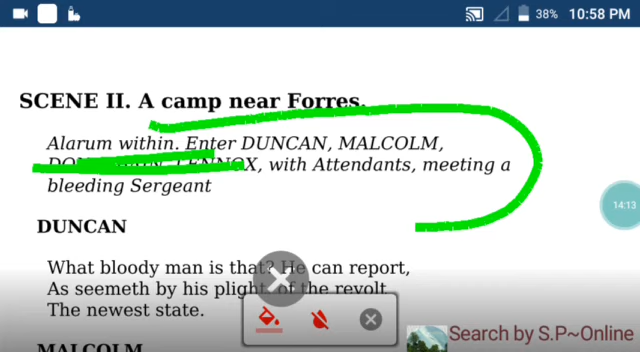 38% 10:58 PM
SCENE II. A camp near Forres.
Alarum within. Enter DUNCAN, MALCOLM,
LENNOX, with Attendants, meeting a
bleeding Sergeant
DUNCAN
What bloody man is that? He can report,
As seemeth by his plight, of the revolt
The newest state.
14:13
Search by S.P~Online
MALCOLM